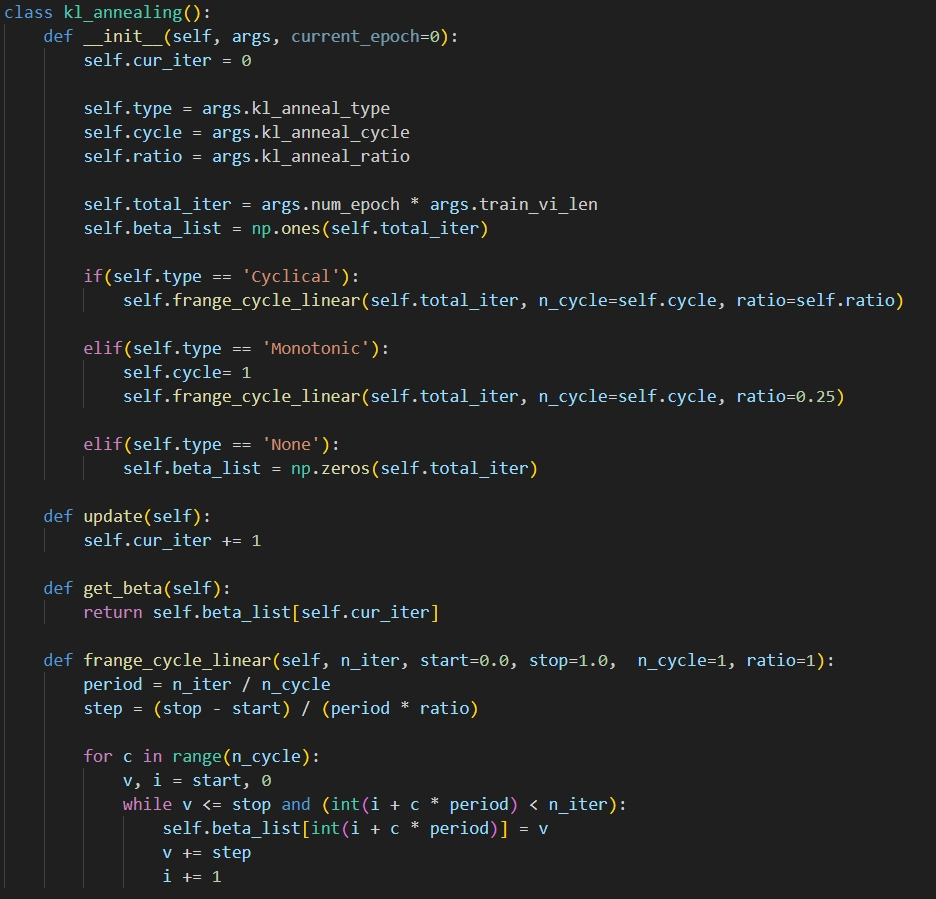 class kl_annealing():
    def __init__(self, args, current_epoch=0):
        self.cur_iter = 0

        self.type = args.kl_anneal_type
        self.cycle = args.kl_anneal_cycle
        self.ratio = args.kl_anneal_ratio

        self.total_iter = args.num_epoch * args.train_vi_len
        self.beta_list = np.ones(self.total_iter)

        if(self.type == 'Cyclical'):
            self.frange_cycle_linear(self.total_iter, n_cycle=self.cycle, ratio=self.ratio)

        elif(self.type == 'Monotonic'):
            self.cycle= 1
            self.frange_cycle_linear(self.total_iter, n_cycle=self.cycle, ratio=0.25)

        elif(self.type == 'None'):
            self.beta_list = np.zeros(self.total_iter)

    def update(self):
        self.cur_iter += 1

    def get_beta(self):
        return self.beta_list[self.cur_iter]

    def frange_cycle_linear(self, n_iter, start=0.0, stop=1.0,  n_cycle=1, ratio=1):
        period = n_iter / n_cycle
        step = (stop - start) / (period * ratio)

        for c in range(n_cycle):
            v, i = start, 0
            while v <= stop and (int(i + c * period) < n_iter):
                self.beta_list[int(i + c * period)] = v
                v += step
                i += 1